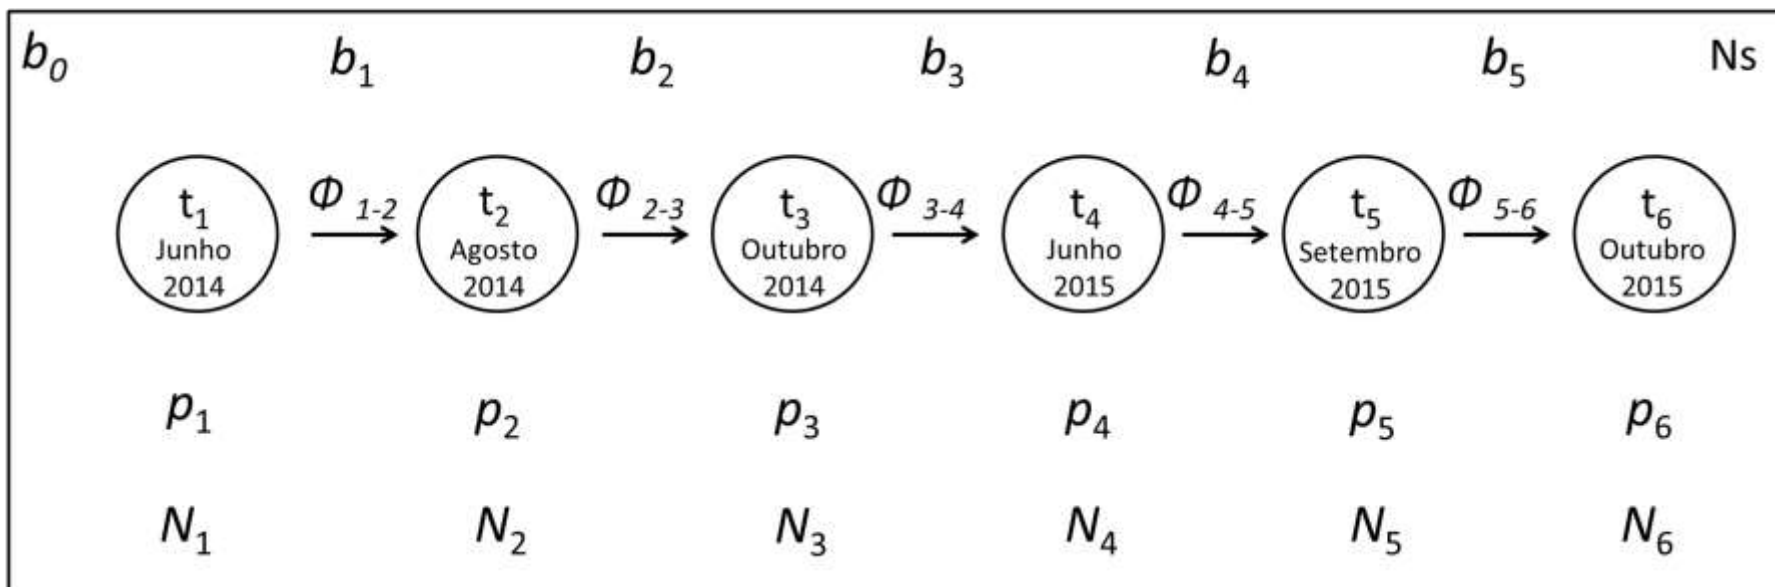 b₀ b₁ b₂ b₃ b₄ b₅ Ns
t₁ Φ ₁₋₂ t₂ Φ ₂₋₃ t₃ Φ ₃₋₄ t₄ Φ ₄₋₅ t₅ Φ ₅₋₆ t₆
Junho Agosto Outubro Junho Setembro Outubro
2014 2014 2014 2015 2015 2015
p₁ p₂ p₃ p₄ p₅ p₆
N₁ N₂ N₃ N₄ N₅ N₆